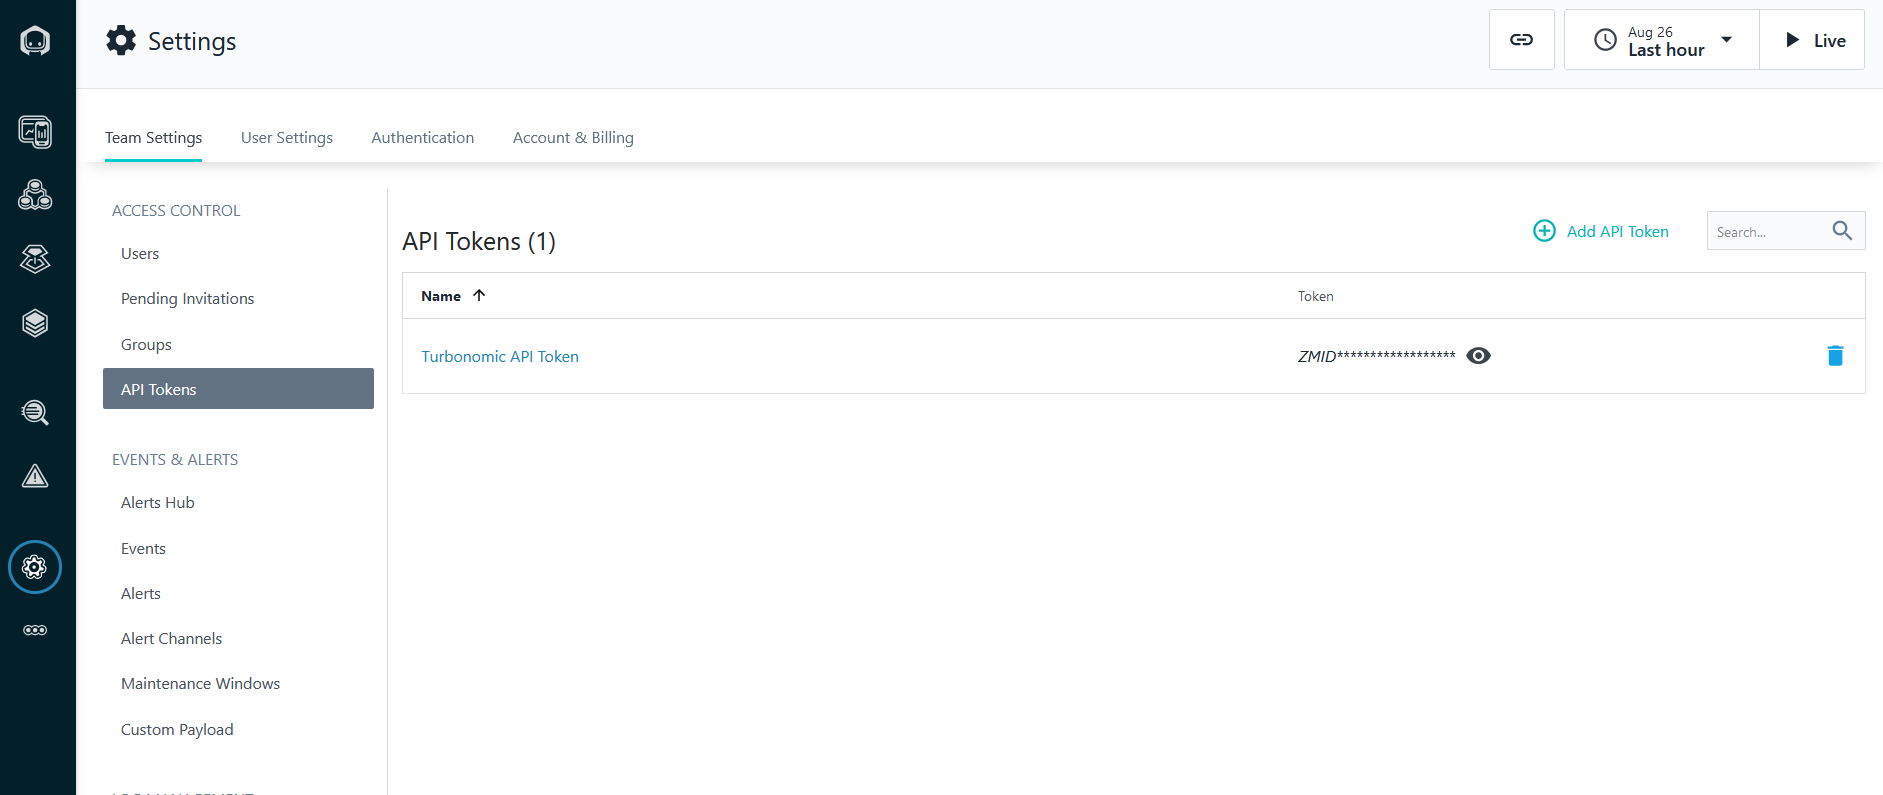 Settings
Aug 26
Last hour
Live
Team Settings
User Settings
Authentication
Account & Billing
ACCESS CONTROL
Users
Pending Invitations
Groups
API Tokens
EVENTS & ALERTS
Alerts Hub
Events
Alerts
Alert Channels
Maintenance Windows
Custom Payload
API Tokens (1)
Add API Token
Search...
Name
Token
Turbonomic API Token
ZMID******************